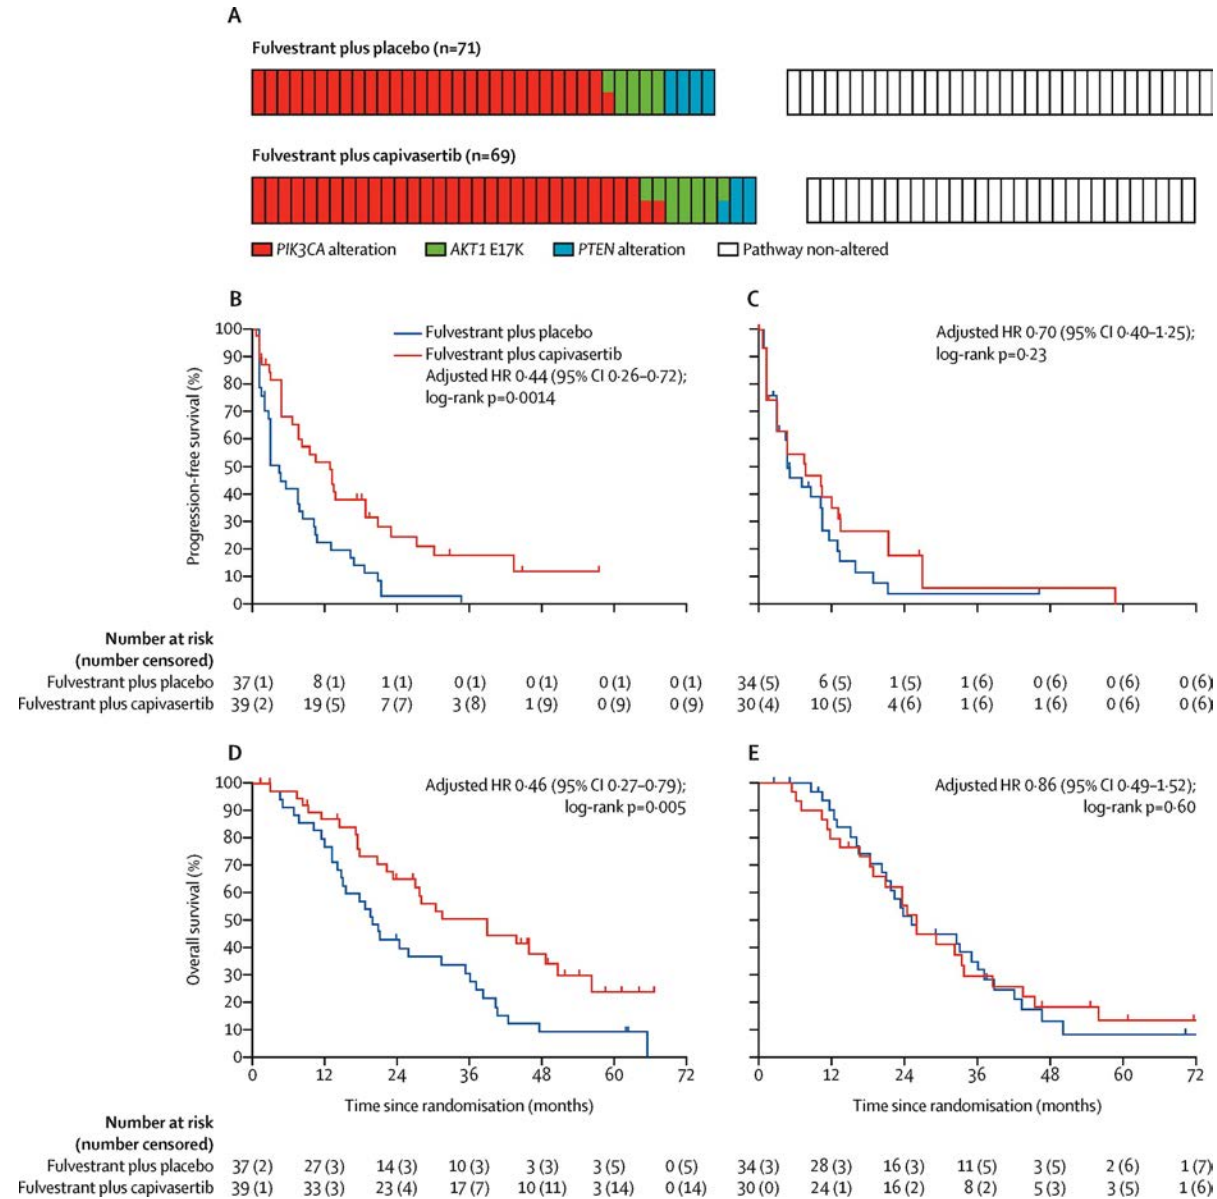 A
Fulvestrant plus placebo (n=71)
Fulvestrant plus capivasertib (n=69)
PIK3CA alteration AKT1 E17K PTEN alteration Pathway non-altered
B
100
90
80
70
60
50
40
30
20
10
0
Progression-free survival (%)
Fulvestrant plus placebo
Fulvestrant plus capivasertib
Adjusted HR 0·44 (95% CI 0·26–0·72);
log-rank p=0·0014
C
Adjusted HR 0·70 (95% CI 0·40–1·25);
log-rank p=0·23
Number at risk
(number censored)
Fulvestrant plus placebo 37 (1) 8 (1) 1 (1) 0 (1) 0 (1) 0 (1) 0 (1) 34 (5) 6 (5) 1 (5) 1 (6) 0 (6) 0 (6) 0 (6)
Fulvestrant plus capivasertib 39 (2) 19 (5) 7 (7) 3 (8) 1 (9) 0 (9) 0 (9) 30 (4) 10 (5) 4 (6) 1 (6) 1 (6) 0 (6) 0 (6)
D
100
90
80
70
60
50
40
30
20
10
0
Overall survival (%)
Adjusted HR 0·46 (95% CI 0·27–0·79);
log-rank p=0·005
0 12 24 36 48 60 72
Time since randomisation (months)
E
Adjusted HR 0·86 (95% CI 0·49–1·52);
log-rank p=0·60
0 12 24 36 48 60 72
Time since randomisation (months)
Number at risk
(number censored)
Fulvestrant plus placebo 37 (2) 27 (3) 14 (3) 10 (3) 3 (3) 3 (5) 0 (5) 34 (3) 28 (3) 16 (3) 11 (5) 3 (5) 2 (6) 1 (7)
Fulvestrant plus capivasertib 39 (1) 33 (3) 23 (4) 17 (7) 10 (11) 3 (14) 0 (14) 30 (0) 24 (1) 16 (2) 8 (2) 5 (3) 3 (5) 1 (6)